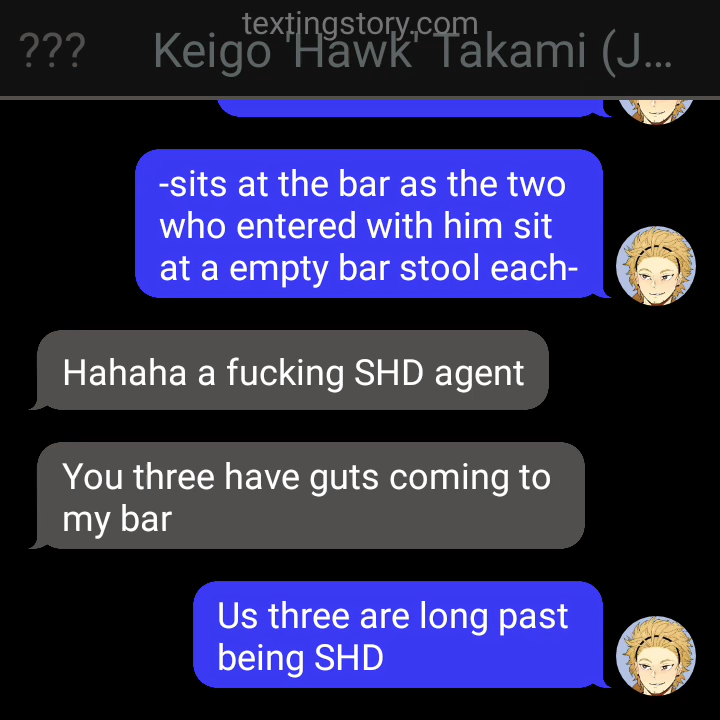 textingstory.com
??? Keigo 'Hawk' Takami (J...
-sits at the bar as the two
who entered with him sit
at a empty bar stool each-
Hahaha a fucking SHD agent
You three have guts coming to
my bar
Us three are long past
being SHD